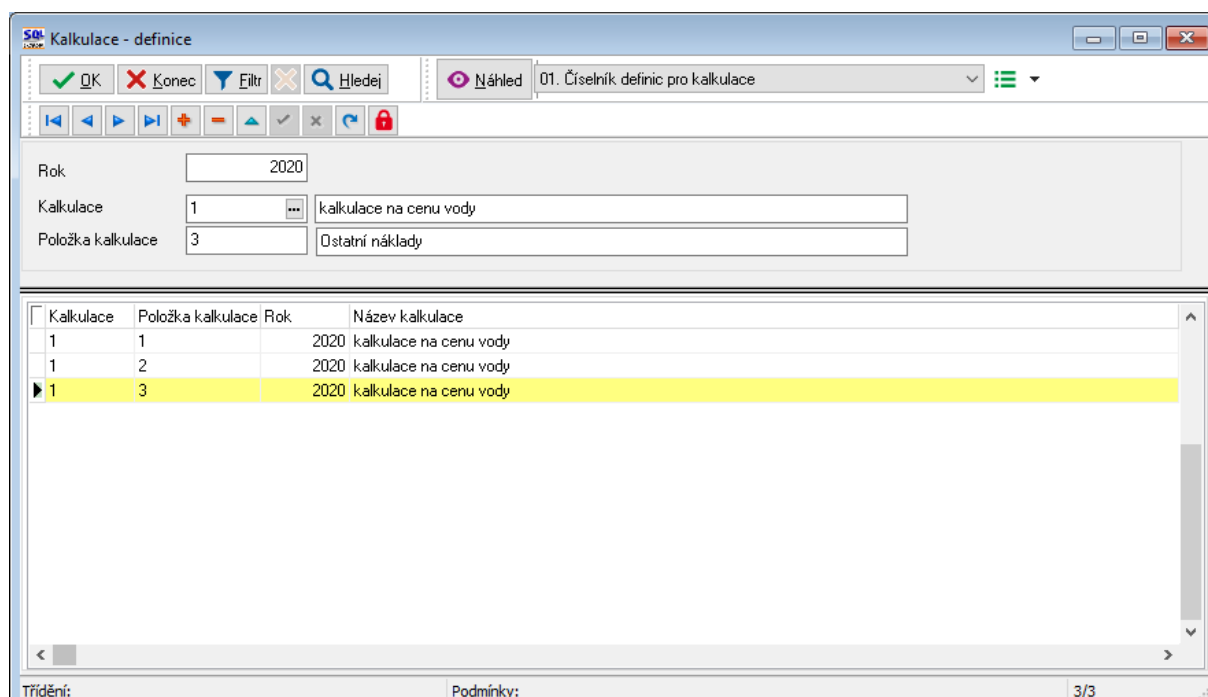 SQL Kalkulace - definice
OK Konec Filtr Hledej Náhled 01. Číselník definic pro kalkulace
Rok 2020
Kalkulace 1 ... kalkulace na cenu vody
Položka kalkulace 3 Ostatní náklady
Kalkulace Položka kalkulace Rok Název kalkulace
1 1 2020 kalkulace na cenu vody
1 2 2020 kalkulace na cenu vody
1 3 2020 kalkulace na cenu vody
Třídění: Podmínky: 3/3